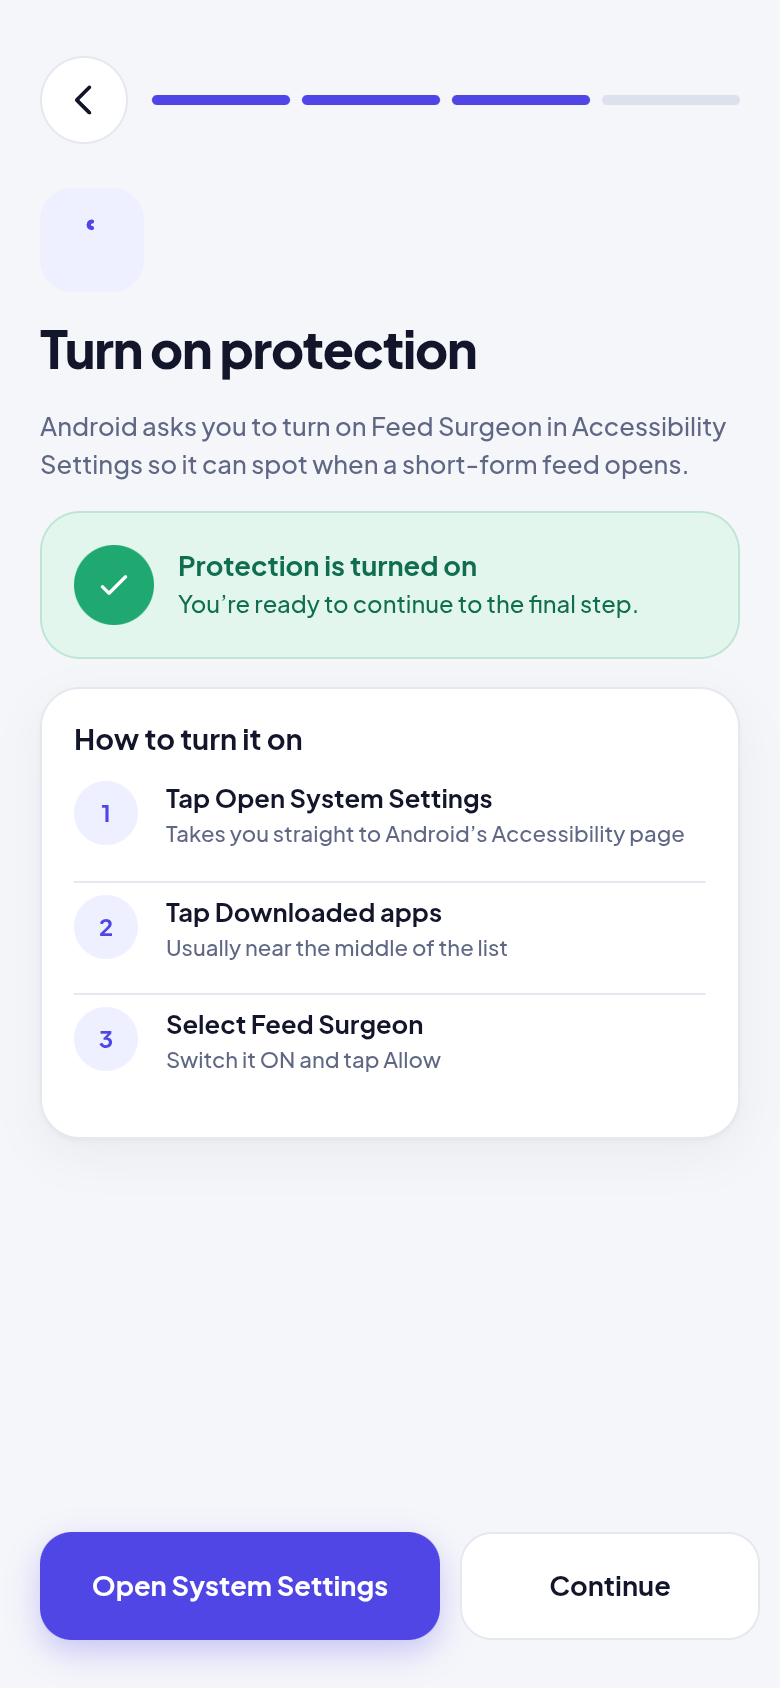 Turn on protection
Android asks you to turn on Feed Surgeon in Accessibility
Settings so it can spot when a short-form feed opens.
Protection is turned on
You’re ready to continue to the final step.
How to turn it on
1
Tap Open System Settings
Takes you straight to Android’s Accessibility page
2
Tap Downloaded apps
Usually near the middle of the list
3
Select Feed Surgeon
Switch it ON and tap Allow
Open System Settings
Continue